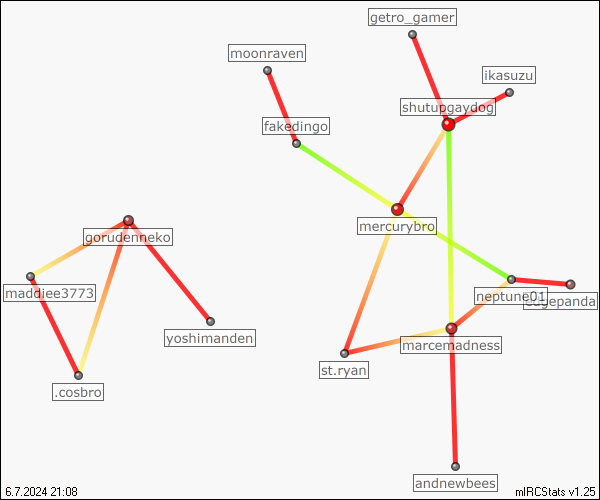 getro_gamer
moonraven
ikasuzu
shutupgaydog
fakedingo
mercurybro
gorudenneko
maddiee3773
neptune01
edgepanda
yoshimanden
marcemadness
st.ryan
.cosbro
andnewbees
6.7.2024 21:08
mIRCStats v1.25